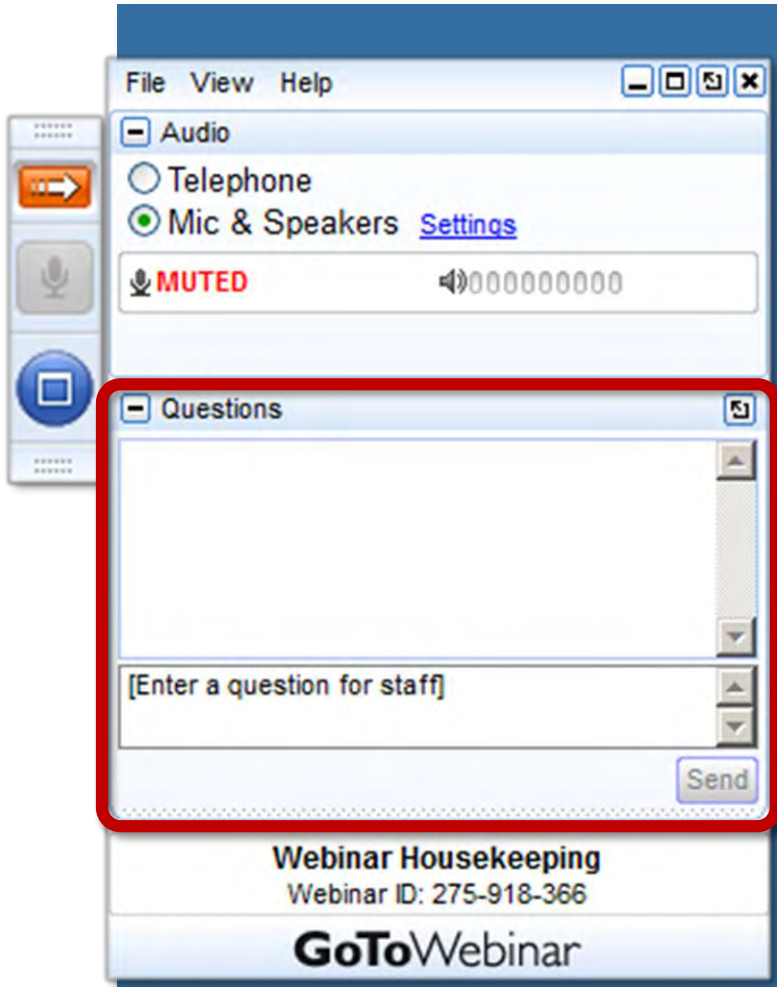 File View Help
Audio
Telephone
Mic & Speakers Settings
MUTED
Questions
[Enter a question for staff]
Send
Webinar Housekeeping
Webinar ID: 275-918-366
GoToWebinar